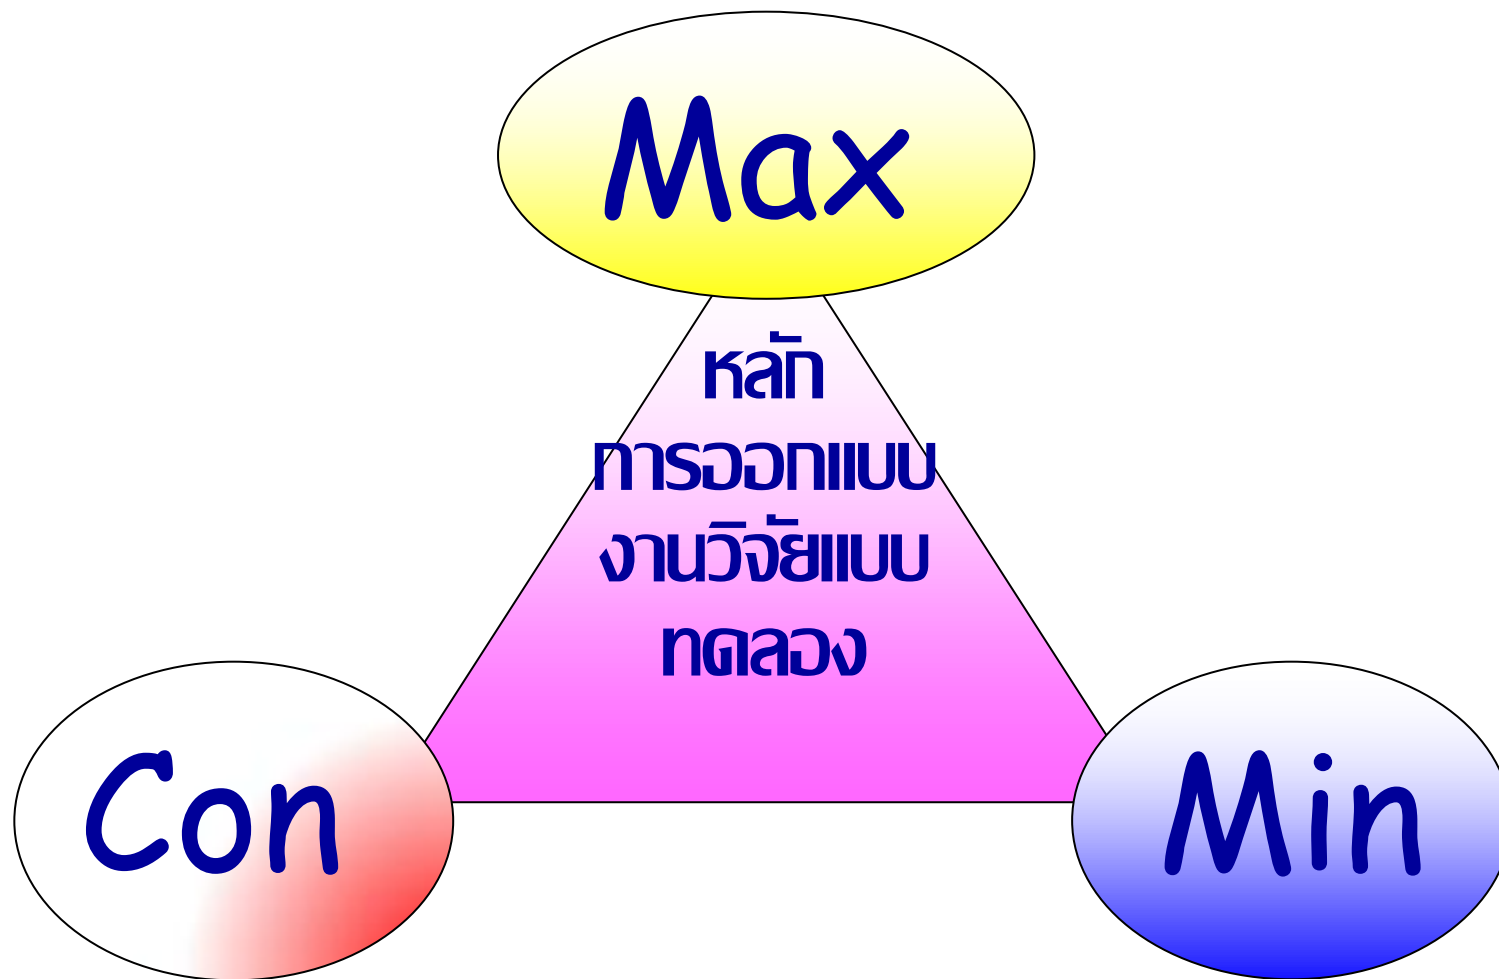 Max
หลัก
การออกแบบ
งานวิจัยแบบ
ทดลอง
Con
Min